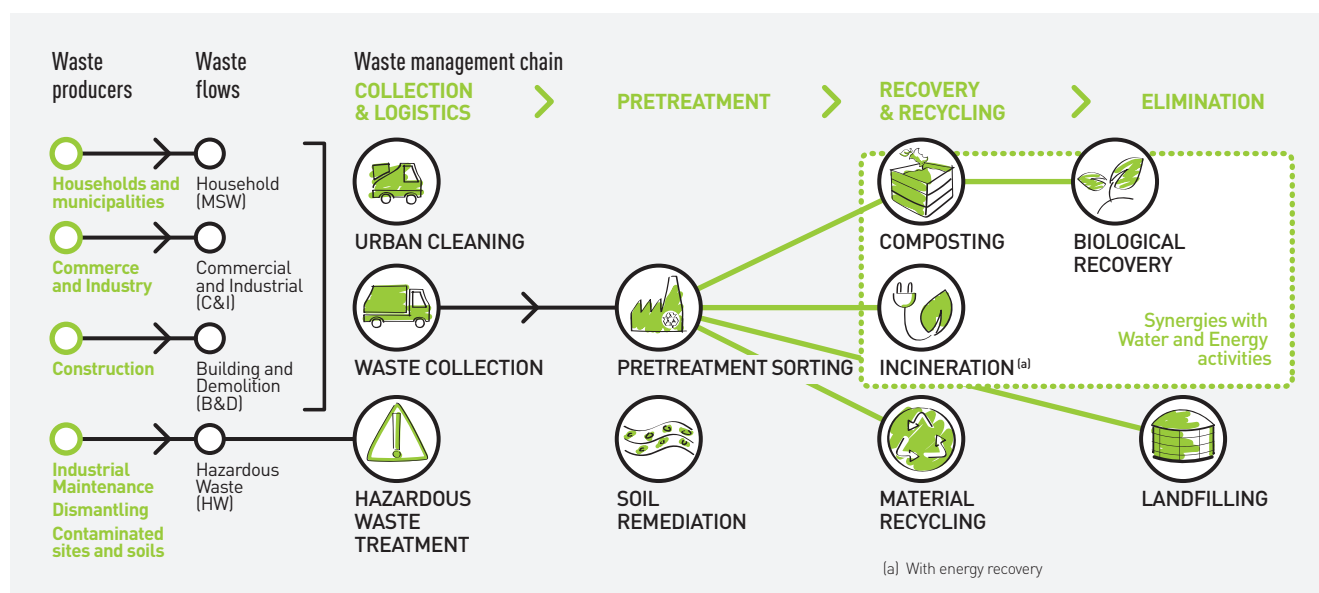 Waste
producers
Waste
flows
Waste management chain
COLLECTION
& LOGISTICS
PRETREATMENT
RECOVERY
& RECYCLING
ELIMINATION
Households and
municipalities
Household
(MSW)
Commerce
and Industry
Commercial
and Industrial
(C&I)
Construction
Building and
Demolition
(B&D)
Industrial
Maintenance
Dismantling
Contaminated
sites and soils
Hazardous
Waste
(HW)
URBAN CLEANING
WASTE COLLECTION
HAZARDOUS
WASTE
TREATMENT
PRETREATMENT SORTING
SOIL
REMEDIATION
COMPOSTING
BIOLOGICAL
RECOVERY
INCINERATION (a)
Synergies with
Water and Energy
activities
MATERIAL
RECYCLING
LANDFILLING
(a) With energy recovery